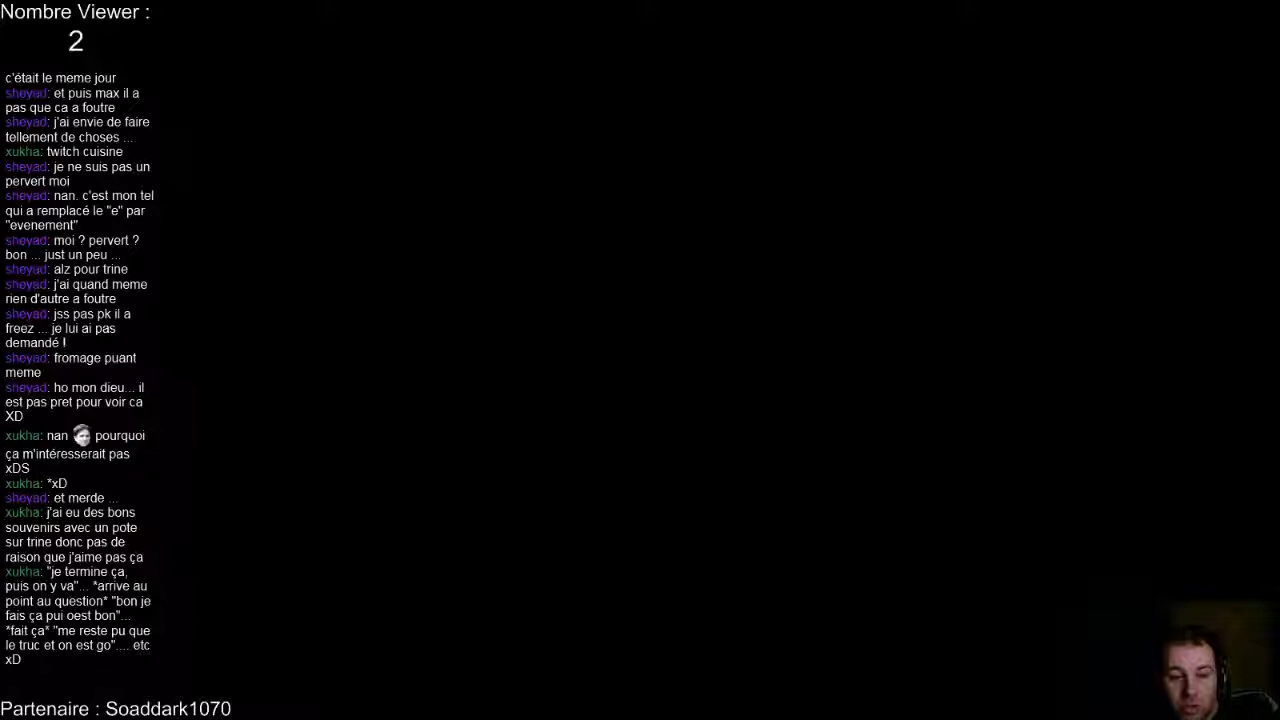 Nombre Viewer :
2
c'était le meme jour
sheyad: et puis max il a
pas que ca a foutre
sheyad: j'ai envie de faire
tellement de choses ...
xukha: twitch cuisine
sheyad: je ne suis pas un
pervert moi
sheyad: nan. c'est mon tel
qui a remplacé le "e" par
"evenement"
sheyad: moi ? pervert ?
bon ... just un peu ...
sheyad: alz pour trine
sheyad: j'ai quand meme
rien d'autre a foutre
sheyad: jss pas pk il a
freez ... je lui ai pas
demandé !
sheyad: fromage puant
meme
sheyad: ho mon dieu... il
est pas pret pour voir ca
XD
xukha: nan pourquoi
ça m'intéresserait pas
xDS
xukha: *xD
sheyad: et merde ...
xukha: j'ai eu des bons
souvenirs avec un pote
sur trine donc pas de
raison que j'aime pas ça
xukha: "je termine ça,
puis on y va"... *arrive au
point au question* "bon je
fais ça pui oest bon"...
*fait ça* "me reste pu que
le truc et on est go".... etc
xD
Partenaire : Soaddark1070